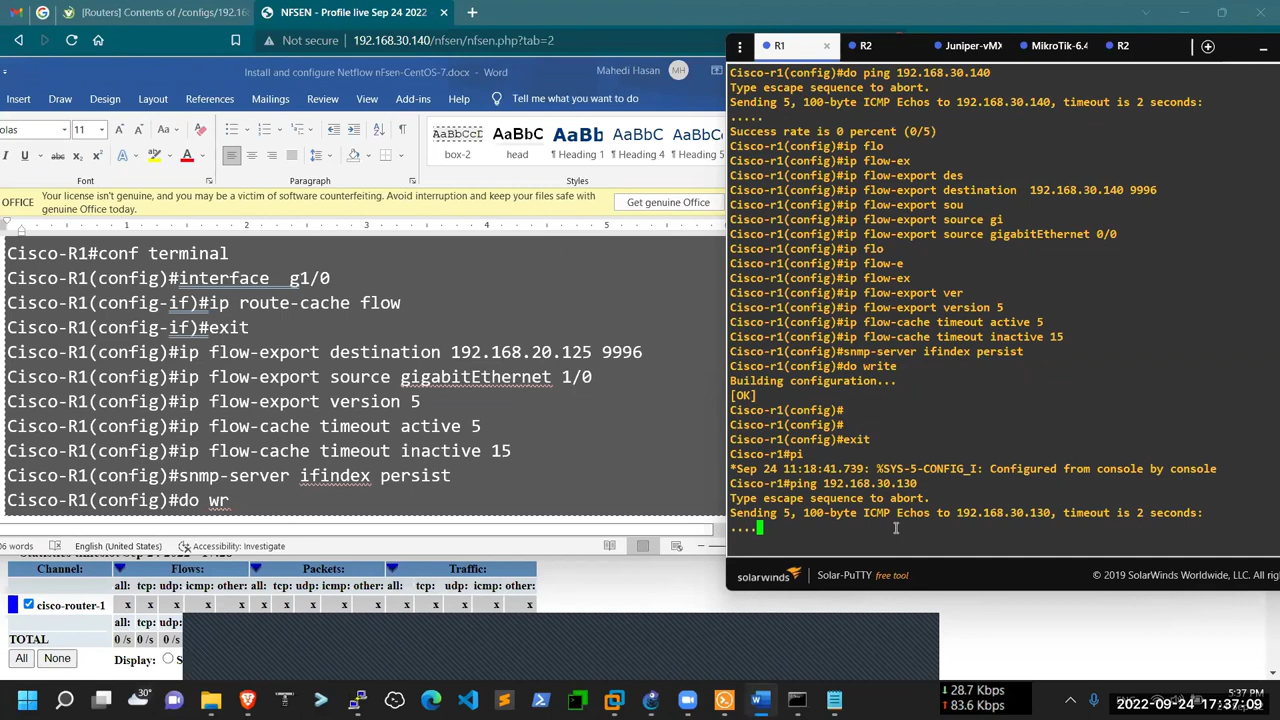 [Routers] Contents of /configs/192.16
NFSEN - Profile live Sep 24 2022
Not secure
192.168.30.140/nfsen/nfsen.php?tab=2
Install and configure Netflow nFsen-CentOS-7.docx - Word
Mahedi Hasan
MH
Insert
Draw
Design
Layout
References
Mailings
Review
View
Add-ins
Help
Tell me what you want to do
olas
11
AaBbCcD
AaBbCcD
AaBbC
AaBbCcD
AaBbC
box-2
head
¶ Heading 1
¶ Heading 4
¶ Heading 5
Font
Paragraph
Styles
OFFICE
Your license isn't genuine, and you may be a victim of software counterfeiting. Avoid interruption and keep your files safe with
genuine Office today.
Get genuine Office
1
2
3
4
5
Cisco-R1#conf terminal
Cisco-R1(config)#interface  g1/0
Cisco-R1(config-if)#ip route-cache flow
Cisco-R1(config-if)#exit
Cisco-R1(config)#ip flow-export destination 192.168.20.125 9996
Cisco-R1(config)#ip flow-export source gigabitEthernet 1/0
Cisco-R1(config)#ip flow-export version 5
Cisco-R1(config)#ip flow-cache timeout active 5
Cisco-R1(config)#ip flow-cache timeout inactive 15
Cisco-R1(config)#snmp-server ifindex persist
Cisco-R1(config)#do wr
06 words
English (United States)
Accessibility: Investigate
Channel:
Flows:
Packets:
Traffic:
all: tcp: udp: icmp: other: all: tcp: udp: icmp: other: all: tcp: udp: icmp: other:
cisco-router-1
x x x x x x x x x x x x x x x
all: tcp: udp:
TOTAL
0 /s 0 /s 0 /s
All
None
Display:
S
R1
R2
Juniper-vMX
MikroTik-6.4
R2
Cisco-r1(config)#do ping 192.168.30.140
Type escape sequence to abort.
Sending 5, 100-byte ICMP Echos to 192.168.30.140, timeout is 2 seconds:
.....
Success rate is 0 percent (0/5)
Cisco-r1(config)#ip flo
Cisco-r1(config)#ip flow-ex
Cisco-r1(config)#ip flow-export des
Cisco-r1(config)#ip flow-export destination  192.168.30.140 9996
Cisco-r1(config)#ip flow-export sou
Cisco-r1(config)#ip flow-export source gi
Cisco-r1(config)#ip flow-export source gigabitEthernet 0/0
Cisco-r1(config)#ip flo
Cisco-r1(config)#ip flow-e
Cisco-r1(config)#ip flow-ex
Cisco-r1(config)#ip flow-export ver
Cisco-r1(config)#ip flow-export version 5
Cisco-r1(config)#ip flow-cache timeout active 5
Cisco-r1(config)#ip flow-cache timeout inactive 15
Cisco-r1(config)#snmp-server ifindex persist
Cisco-r1(config)#do write
Building configuration...
[OK]
Cisco-r1(config)#
Cisco-r1(config)#
Cisco-r1(config)#exit
Cisco-r1#pi
*Sep 24 11:18:41.739: %SYS-5-CONFIG_I: Configured from console by console
Cisco-r1#ping 192.168.30.130
Type escape sequence to abort.
Sending 5, 100-byte ICMP Echos to 192.168.30.130, timeout is 2 seconds:
....
solarwinds
Solar-PuTTY free tool
© 2019 SolarWinds Worldwide, LLC. All righ
30°
28.7 Kbps
83.6 Kbps
5:37 PM
2022-09-24 17:37:09